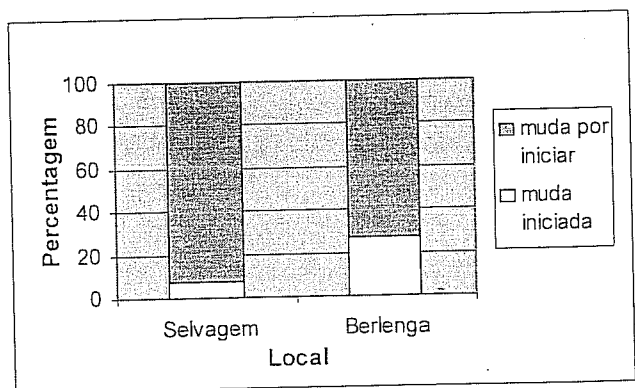 100
80
60
40
20
0
Percentagem
Selvagem
Berlenga
Local
muda por
iniciar
muda
iniciada